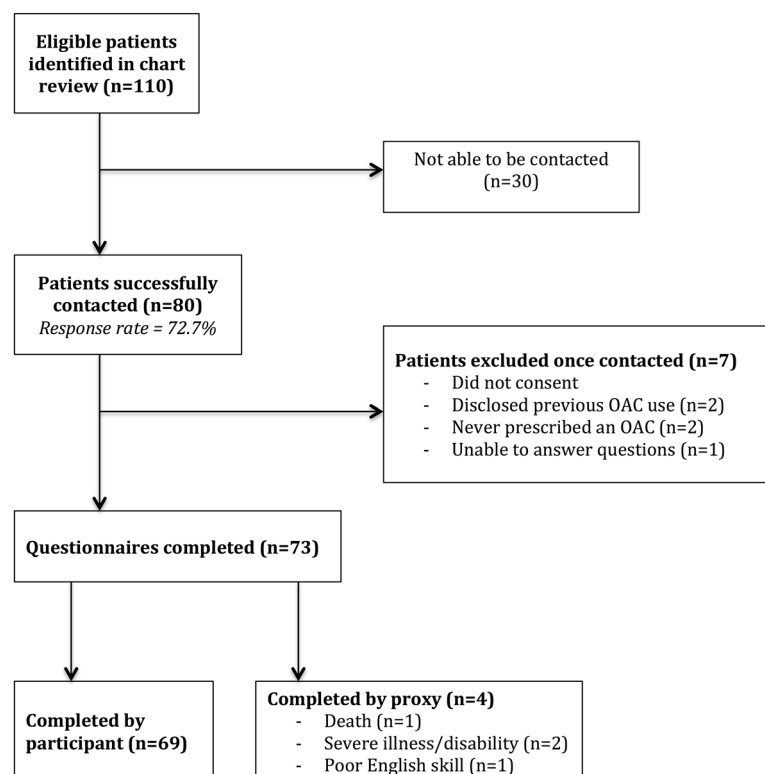 Eligible patients
identified in chart
review (n=110)
Not able to be contacted
(n=30)
Patients successfully
contacted (n=80)
Response rate = 72.7%
Patients excluded once contacted (n=7)
- Did not consent
- Disclosed previous OAC use (n=2)
- Never prescribed an OAC (n=2)
- Unable to answer questions (n=1)
Questionnaires completed (n=73)
Completed by
participant (n=69)
Completed by proxy (n=4)
- Death (n=1)
- Severe illness/disability (n=2)
- Poor English skill (n=1)